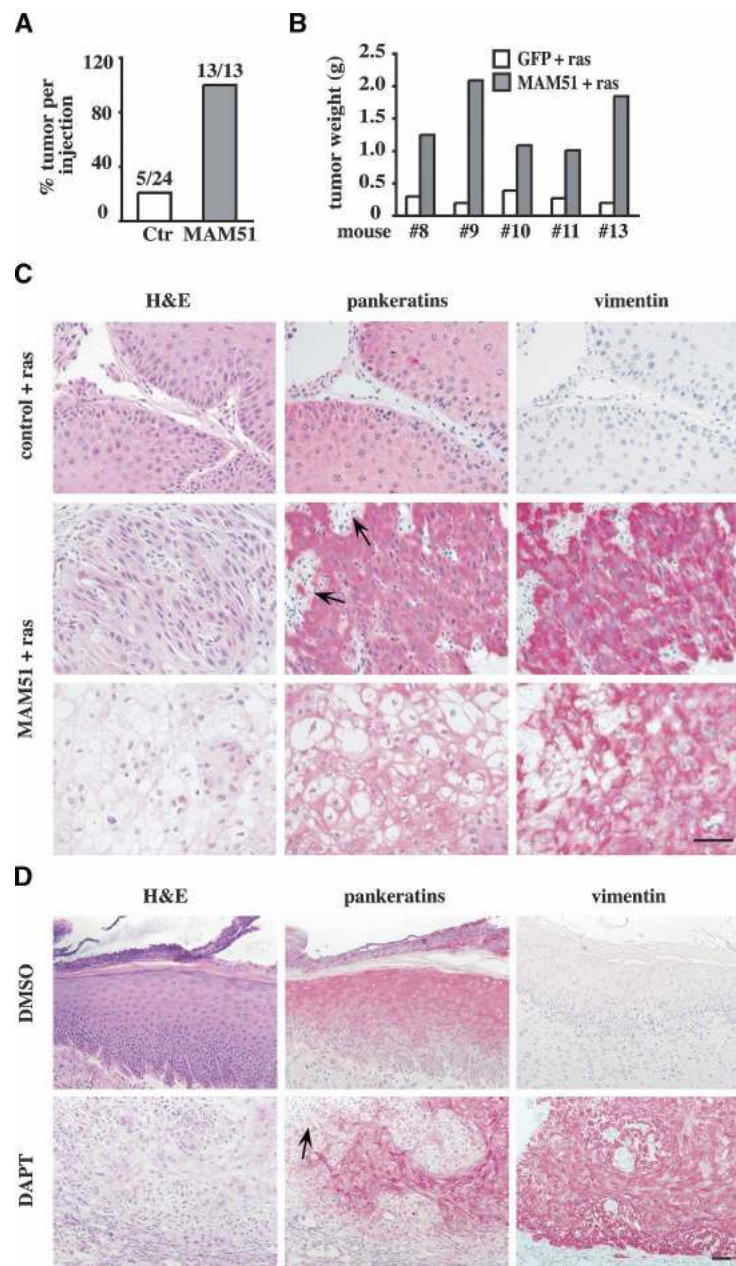 A
% tumor per
injection
120
80
40
0
5/24
13/13
Ctr MAM51
B
tumor weight (g)
2.5
2.0
1.5
1.0
0.5
0
GFP + ras
MAM51 + ras
mouse #8 #9 #10 #11 #13
C
H&E pankeratins vimentin
control + ras
MAM51 + ras
D
H&E pankeratins vimentin
DMSO
DAPT